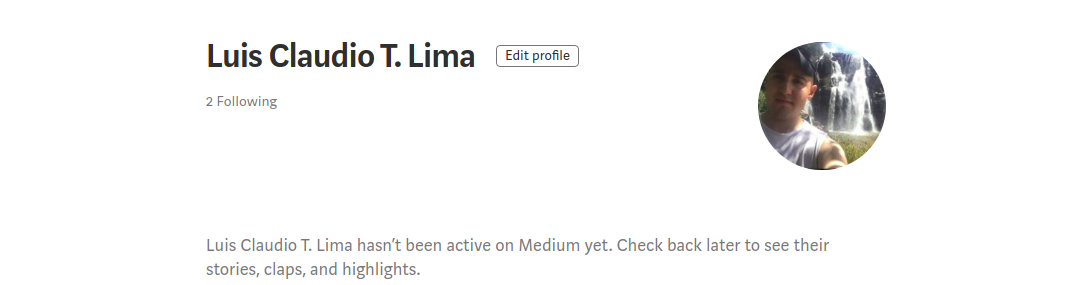 Luis Claudio T. Lima Edit profile
2 Following
Luis Claudio T. Lima hasn’t been active on Medium yet. Check back later to see their
stories, claps, and highlights.